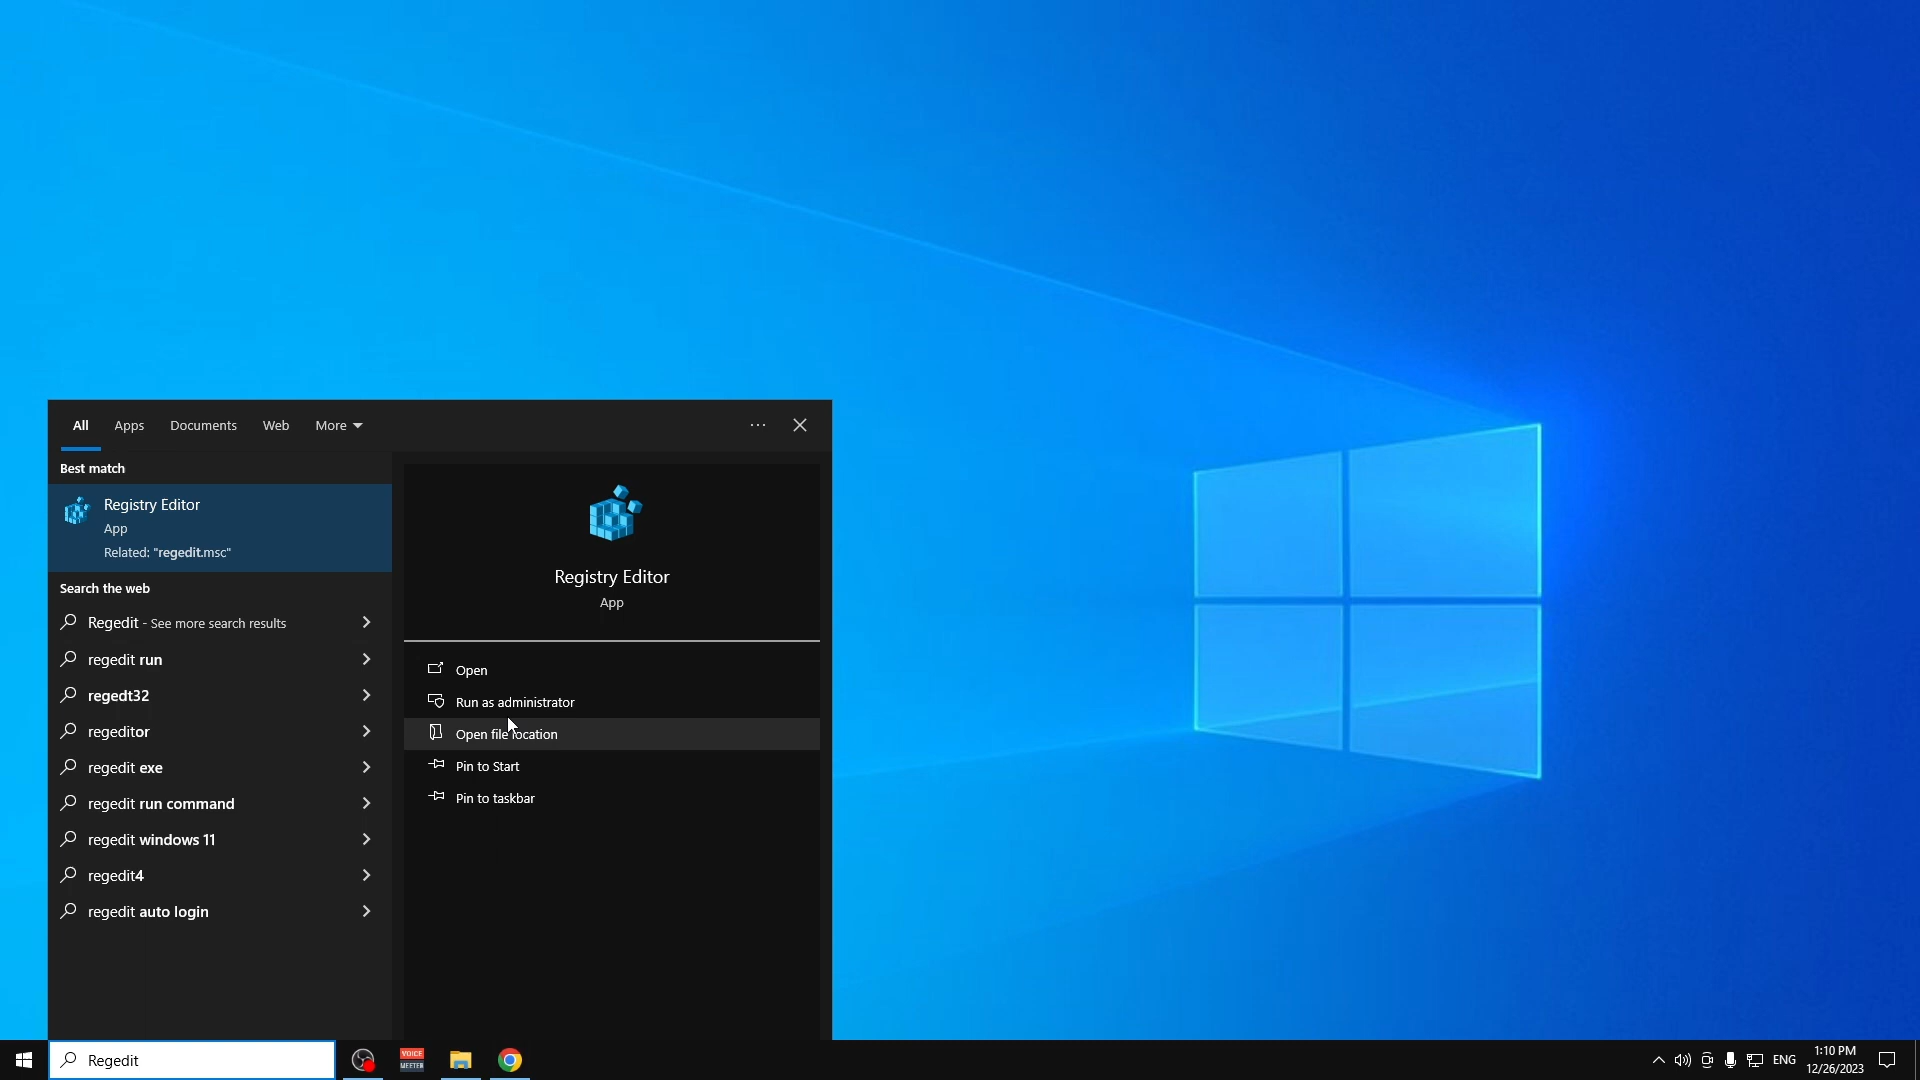 All Apps Documents Web More
Best match
Registry Editor
App
Related: "regedit.msc"
Search the web
Regedit - See more search results
regedit run
regedt32
regeditor
regedit exe
regedit run command
regedit windows 11
regedit4
regedit auto login
Registry Editor
App
Open
Run as administrator
Open file location
Pin to Start
Pin to taskbar
Regedit
VOICE
MEETER
ENG
1:10 PM
12/26/2023